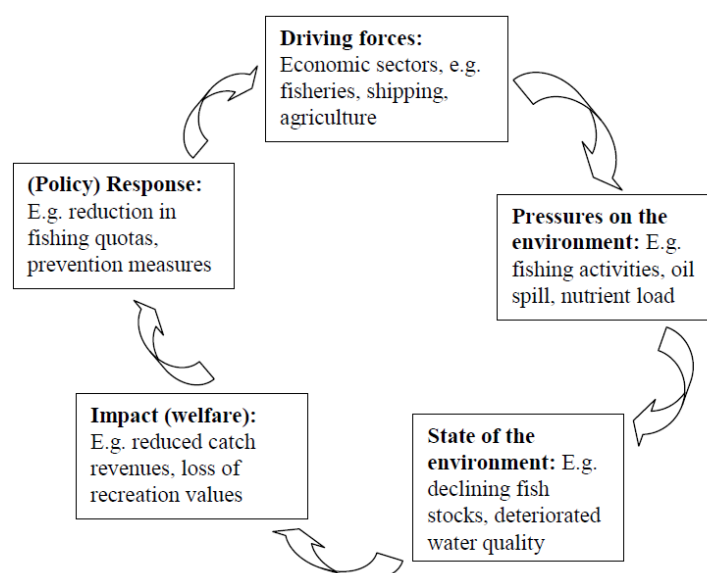 Driving forces:
Economic sectors, e.g.
fisheries, shipping,
agriculture
(Policy) Response:
E.g. reduction in
fishing quotas,
prevention measures
Pressures on the
environment: E.g.
fishing activities, oil
spill, nutrient load
Impact (welfare):
E.g. reduced catch
revenues, loss of
recreation values
State of the
environment: E.g.
declining fish
stocks, deteriorated
water quality